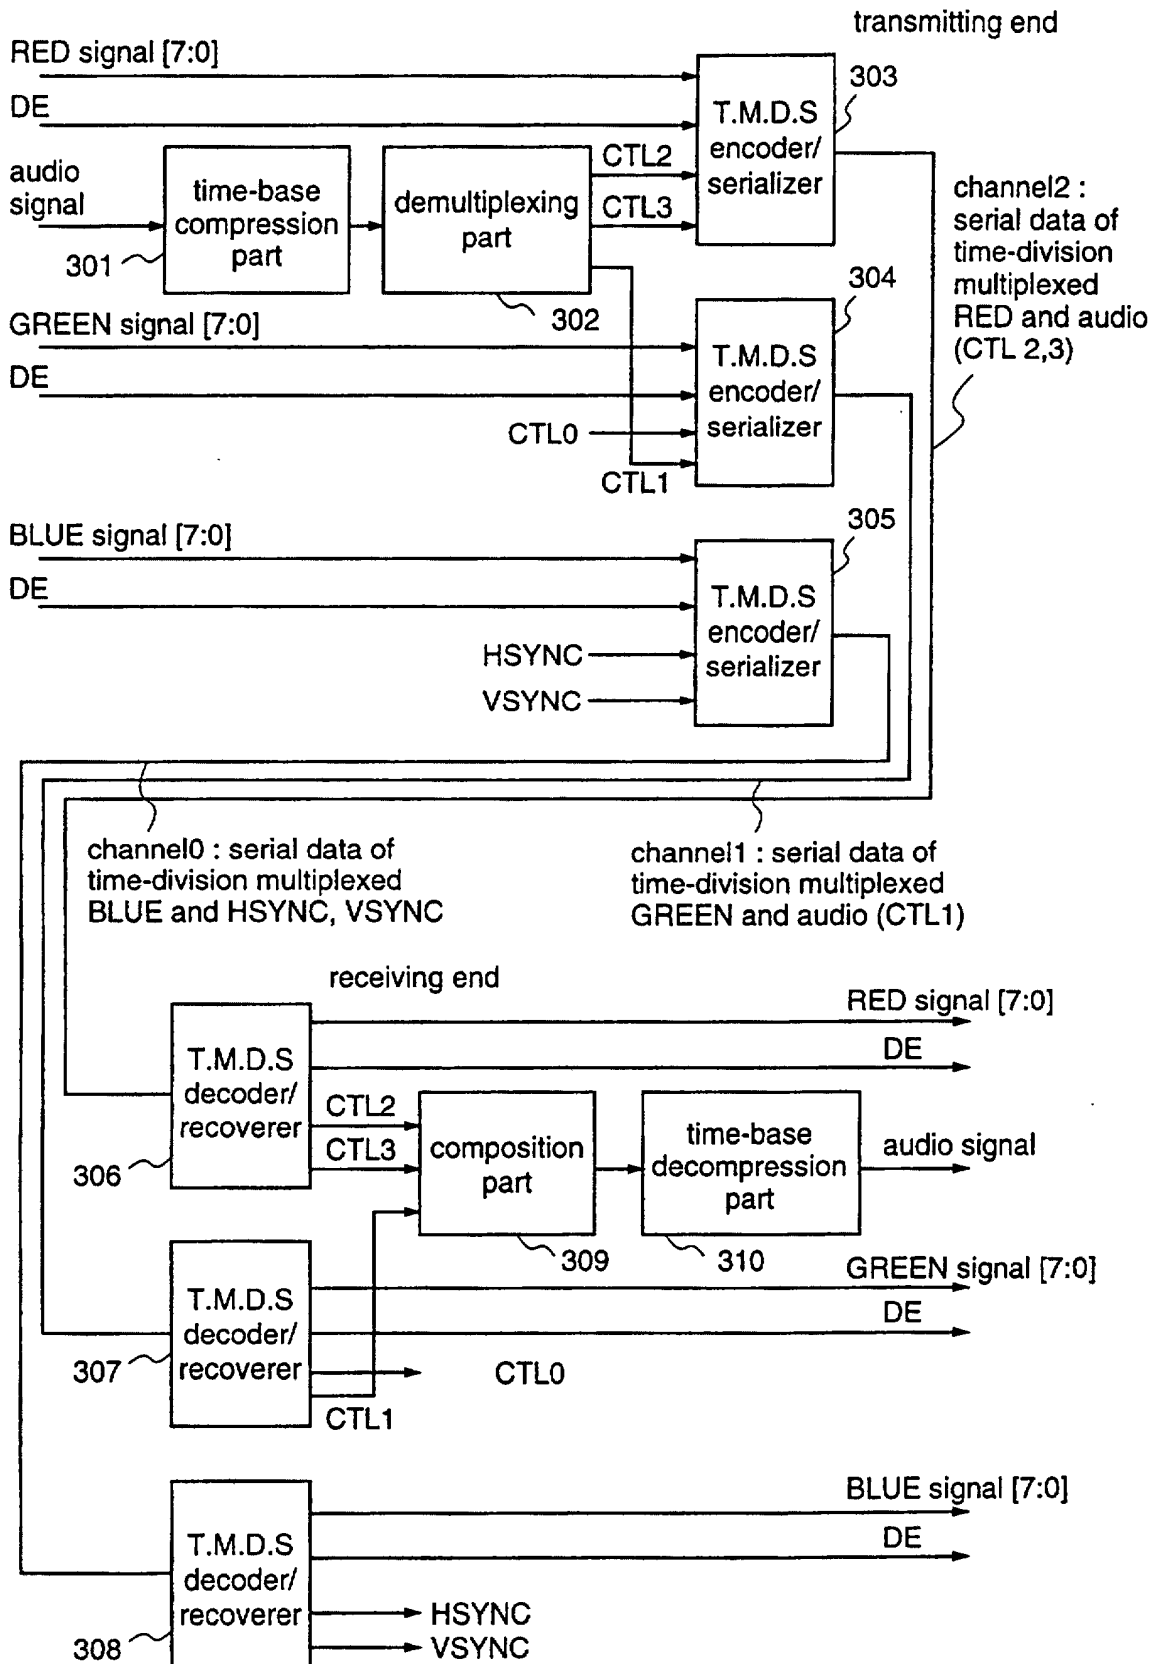 transmitting end
RED signal [7:0]
DE
audio
signal
time-base
compression
part
301
demultiplexing
part
302
CTL2
CTL3
T.M.D.S
encoder/
serializer
303
channel2 :
serial data of
time-division
multiplexed
RED and audio
(CTL 2,3)
GREEN signal [7:0]
DE
CTL0
CTL1
T.M.D.S
encoder/
serializer
304
BLUE signal [7:0]
DE
HSYNC
VSYNC
T.M.D.S
encoder/
serializer
305
channel0 : serial data of
time-division multiplexed
BLUE and HSYNC, VSYNC
channel1 : serial data of
time-division multiplexed
GREEN and audio (CTL1)
receiving end
T.M.D.S
decoder/
recoverer
306
RED signal [7:0]
DE
CTL2
CTL3
composition
part
309
time-base
decompression
part
310
audio signal
T.M.D.S
decoder/
recoverer
307
GREEN signal [7:0]
DE
CTL0
CTL1
T.M.D.S
decoder/
recoverer
308
BLUE signal [7:0]
DE
HSYNC
VSYNC